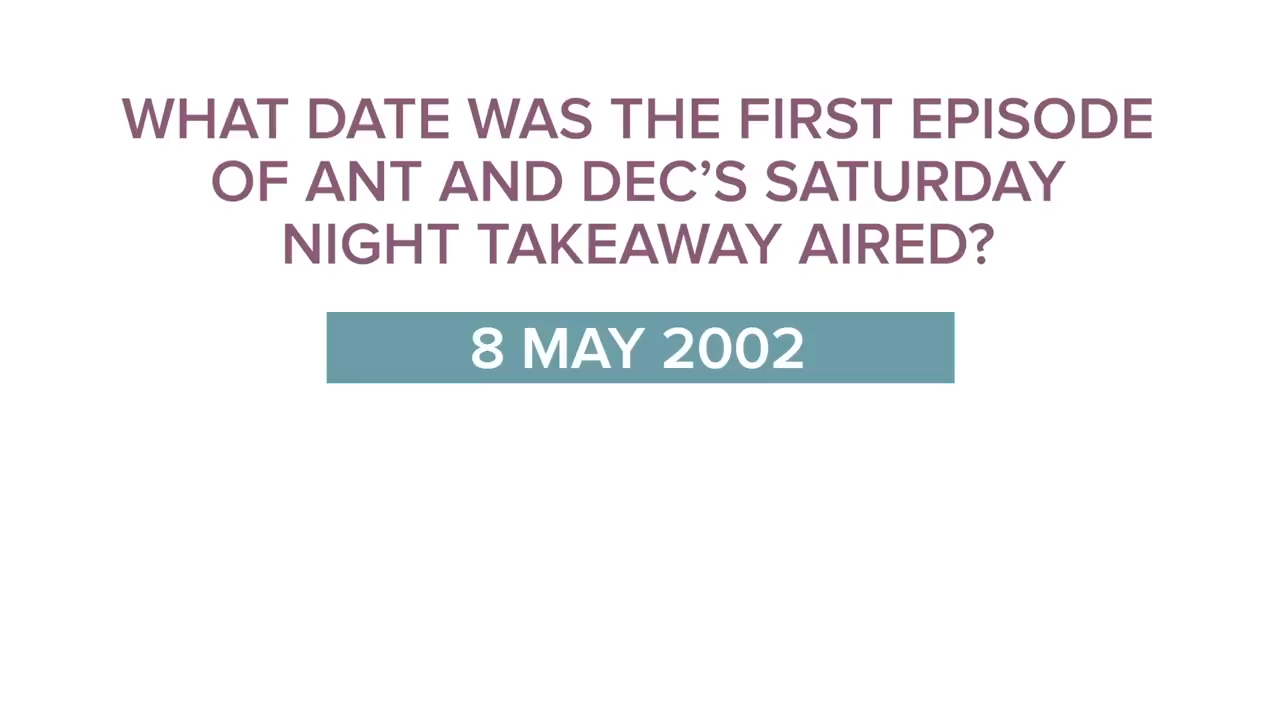 WHAT DATE WAS THE FIRST EPISODE
OF ANT AND DEC’S SATURDAY
NIGHT TAKEAWAY AIRED?
8 MAY 2002